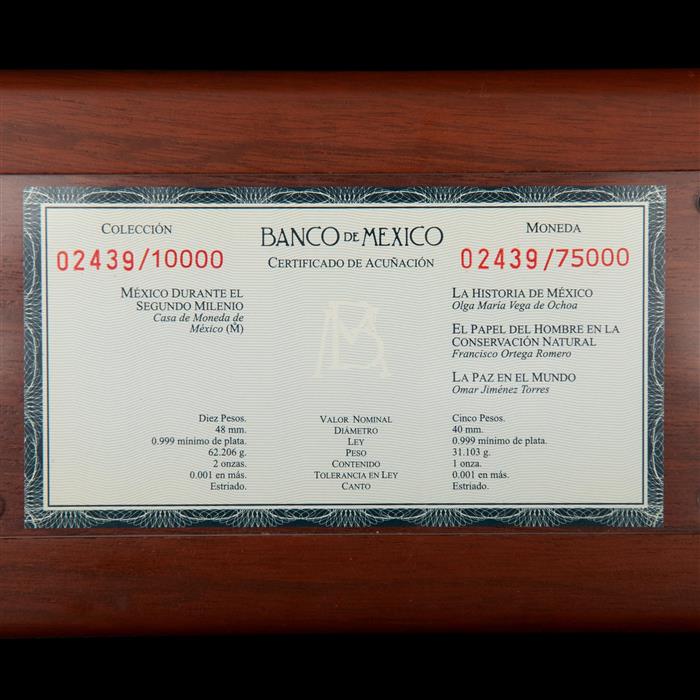 COLECCIÓN
02439/10000
MÉXICO DURANTE EL
SEGUNDO MILENIO
Casa de Moneda de
México (M̊)
BANCO DE MEXICO
CERTIFICADO DE ACUÑACIÓN
MONEDA
02439/75000
LA HISTORIA DE MÉXICO
Olga María Vega de Ochoa
EL PAPEL DEL HOMBRE EN LA
CONSERVACIÓN NATURAL
Francisco Ortega Romero
LA PAZ EN EL MUNDO
Omar Jiménez Torres
Diez Pesos. VALOR NOMINAL Cinco Pesos.
48 mm. DIÁMETRO 40 mm.
0.999 mínimo de plata. LEY 0.999 mínimo de plata.
62.206 g. PESO 31.103 g.
2 onzas. CONTENIDO 1 onza.
0.001 en más. TOLERANCIA EN LEY 0.001 en más.
Estriado. CANTO Estriado.